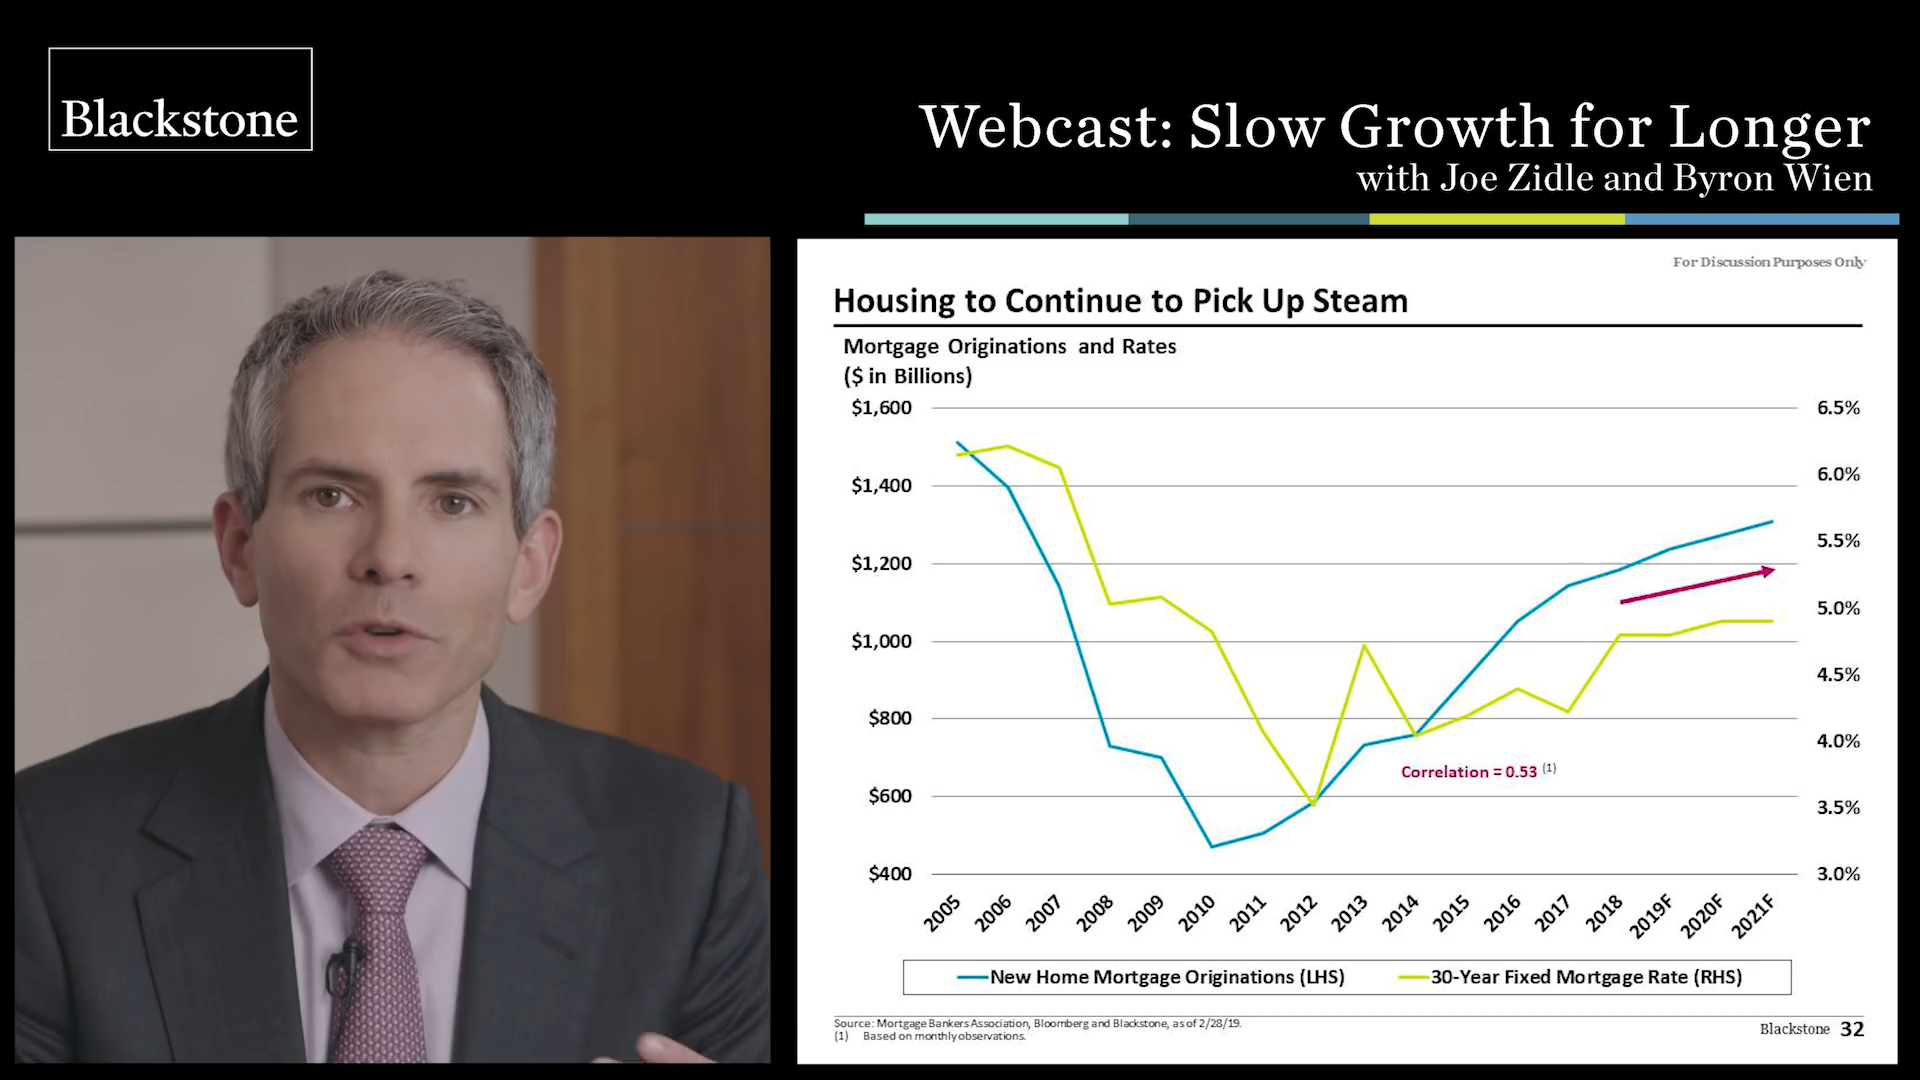 Blackstone
Webcast: Slow Growth for Longer
with Joe Zidle and Byron Wien
For Discussion Purposes Only
Housing to Continue to Pick Up Steam
Mortgage Originations and Rates
($ in Billions)
$1,600
$1,400
$1,200
$1,000
$800
$600
$400
6.5%
6.0%
5.5%
5.0%
4.5%
4.0%
3.5%
3.0%
Correlation = 0.53 (1)
2005 2006 2007 2008 2009 2010 2011 2012 2013 2014 2015 2016 2017 2018 2019F 2020F 2021F
New Home Mortgage Originations (LHS) 30-Year Fixed Mortgage Rate (RHS)
Source: Mortgage Bankers Association, Bloomberg and Blackstone, as of 2/28/19.
(1) Based on monthly observations.
Blackstone 32